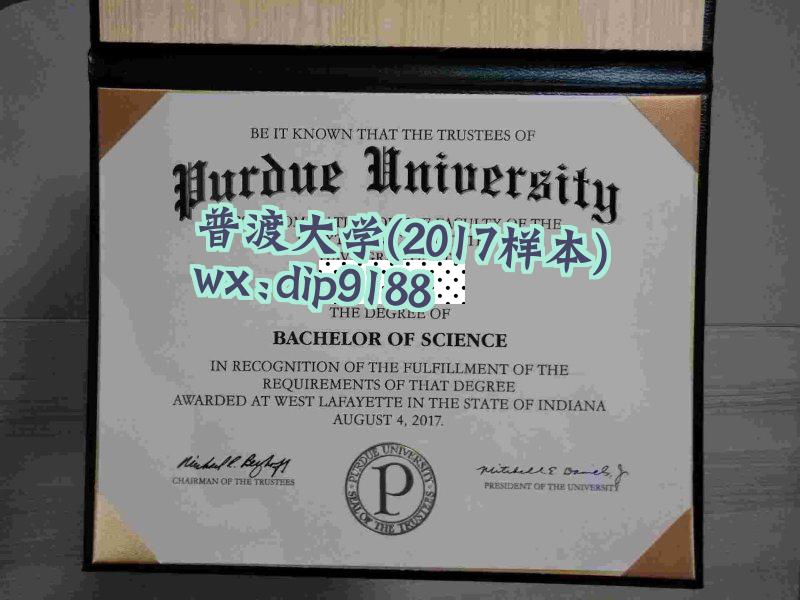 BE IT KNOWN THAT THE TRUSTEES OF
Purdue University
FACULTY OF THE
普渡大学(2017样本)
wx:dip9188
THE DEGREE OF
BACHELOR OF SCIENCE
IN RECOGNITION OF THE FULFILLMENT OF THE
REQUIREMENTS OF THAT DEGREE
AWARDED AT WEST LAFAYETTE IN THE STATE OF INDIANA
AUGUST 4, 2017.
CHAIRMAN OF THE TRUSTEES
PURDUE UNIVERSITY
P
SEAL OF THE TRUSTEES
PRESIDENT OF THE UNIVERSITY